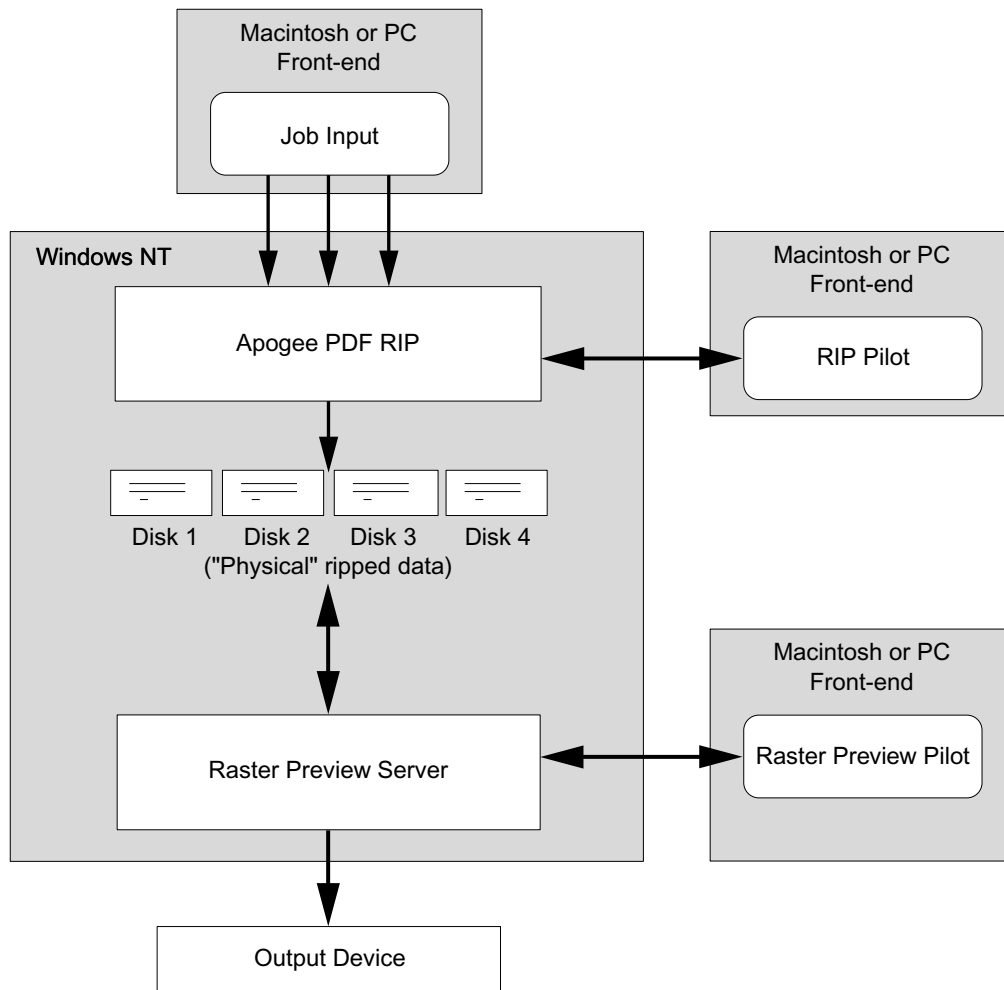 Macintosh or PC
Front-end
Job Input
Windows NT
Apogee PDF RIP
Macintosh or PC
Front-end
RIP Pilot
Disk 1 Disk 2 Disk 3 Disk 4
("Physical" ripped data)
Macintosh or PC
Front-end
Raster Preview Server
Raster Preview Pilot
Output Device